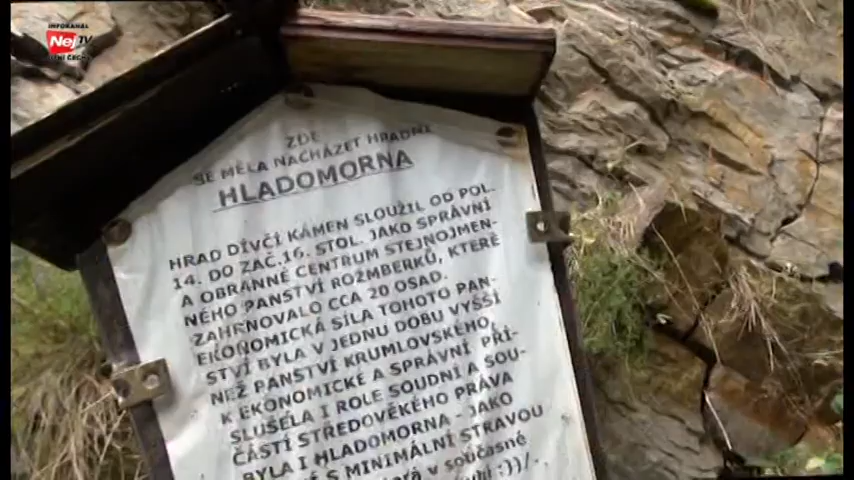 INFOKANÁL
Nej TV
JIŽNÍ ČECHY
ZDE
SE MĚLA NACHÁZET HRADNÍ
HLADOMORNA
HRAD DÍVČÍ KÁMEN SLOUŽIL OD POL.
14. DO ZAČ. 16. STOL. JAKO SPRÁVNÍ
A OBRANNÉ CENTRUM STEJNOJMEN-
NÉHO PANSTVÍ ROŽMBERKŮ, KTERÉ
ZAHRNOVALO CCA 20 OSAD.
EKONOMICKÁ SÍLA TOHOTO PAN-
STVÍ BYLA V JEDNU DOBU VYŠŠÍ
NEŽ PANSTVÍ KRUMLOVSKÉHO.
K EKONOMICKÉ A SPRÁVNÍ PŘÍ-
SLUŠELA I ROLE SOUDNÍ A SOU-
ČÁSTÍ STŘEDOVĚKÉHO PRÁVA
BYLA I HLADOMORNA - JAKO
S MINIMÁLNÍ STRAVOU
v současné